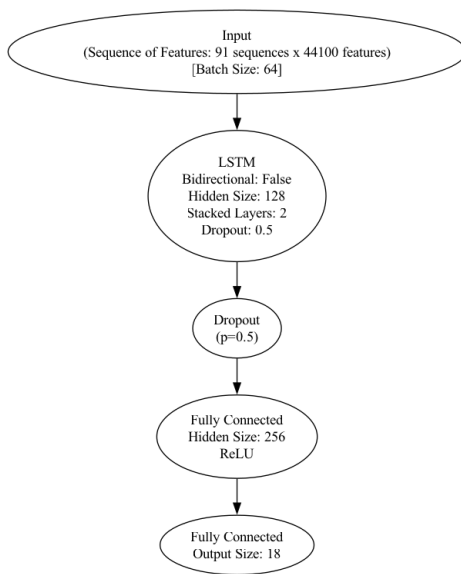 Input
(Sequence of Features: 91 sequences x 44100 features)
[Batch Size: 64]
LSTM
Bidirectional: False
Hidden Size: 128
Stacked Layers: 2
Dropout: 0.5
Dropout
(p=0.5)
Fully Connected
Hidden Size: 256
ReLU
Fully Connected
Output Size: 18